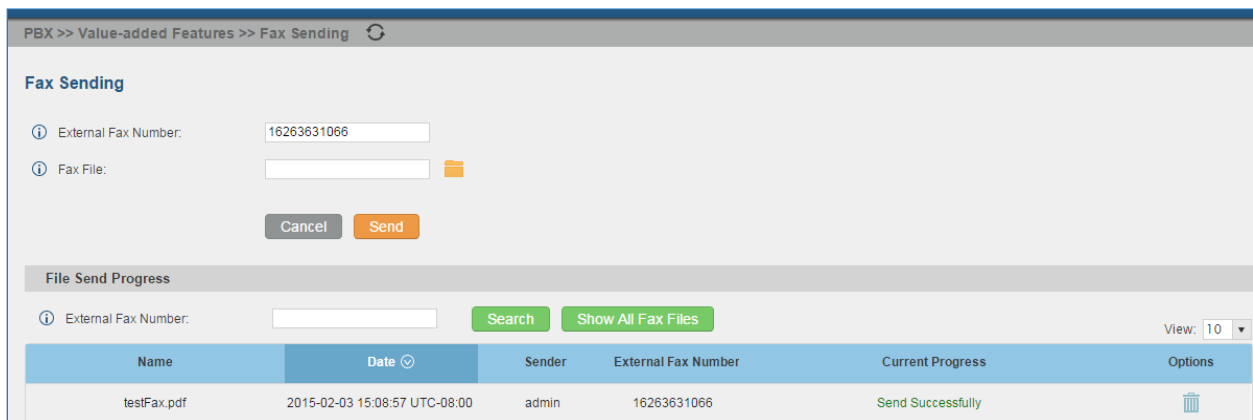 PBX >> Value-added Features >> Fax Sending
Fax Sending
External Fax Number: 16263631066
Fax File:
Cancel Send
File Send Progress
External Fax Number: Search Show All Fax Files
View: 10
Name Date Sender External Fax Number Current Progress Options
testFax.pdf 2015-02-03 15:08:57 UTC-08:00 admin 16263631066 Send Successfully